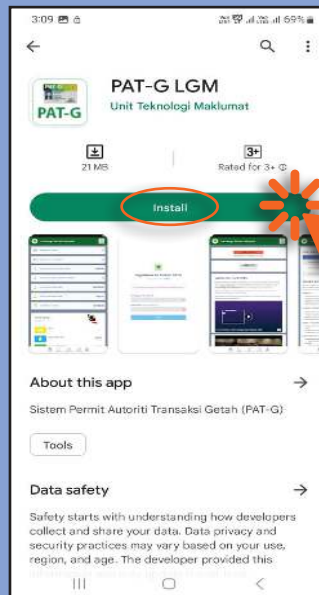 3:09
69%
PAT-G
PAT-G LGM
Unit Teknologi Maklumat
21 MB
3+
Rated for 3+
Install
About this app
Sistem Permit Autoriti Transaksi Getah (PAT-G)
Tools
Data safety
Safety starts with understanding how developers
collect and share your data. Data privacy and
security practices may vary based on your use,
region, and age. The developer provided this